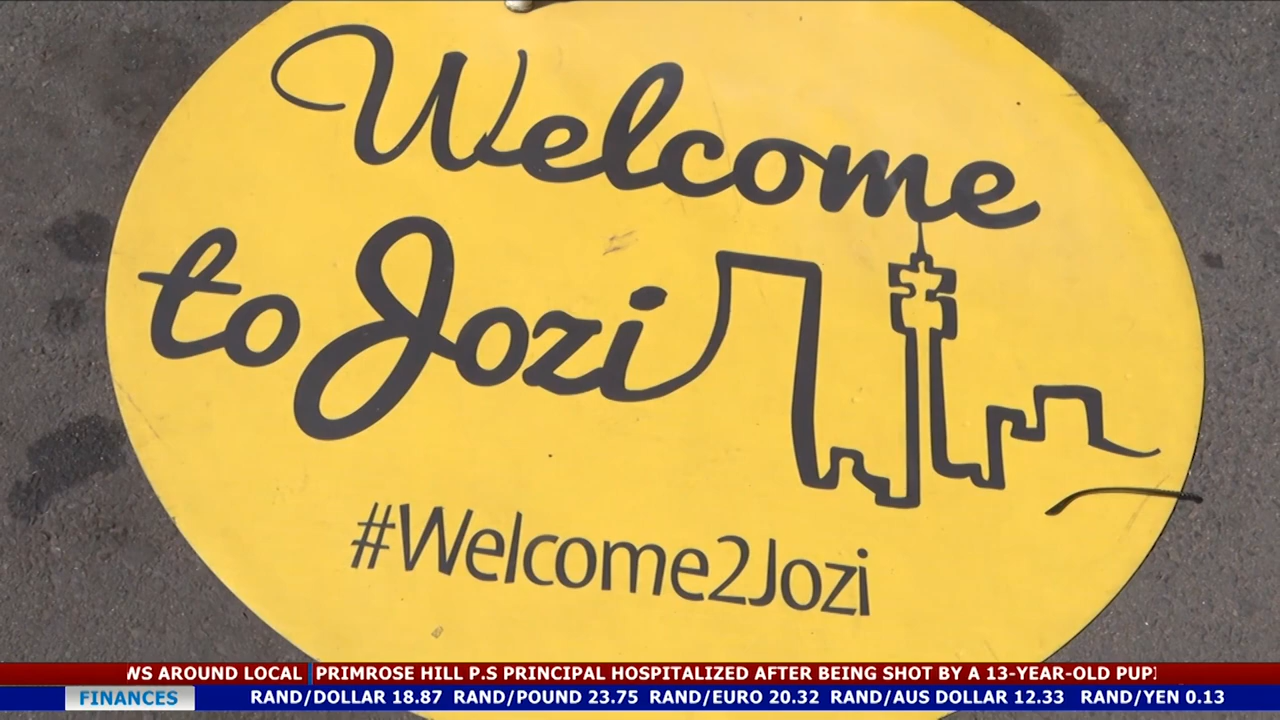 Welcome
to Jozi
#Welcome2Jozi
WS AROUND LOCAL PRIMROSE HILL P.S PRINCIPAL HOSPITALIZED AFTER BEING SHOT BY A 13-YEAR-OLD PUPI
FINANCES RAND/DOLLAR 18.87 RAND/POUND 23.75 RAND/EURO 20.32 RAND/AUS DOLLAR 12.33 RAND/YEN 0.13